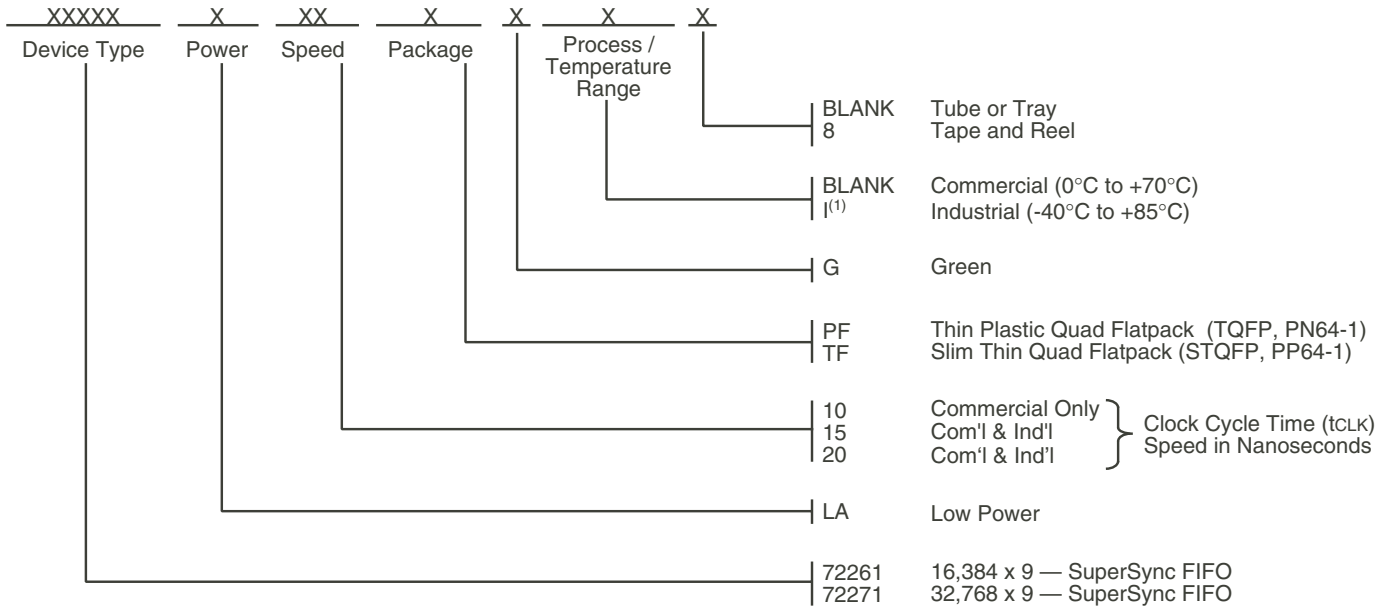 XXXXX X XX X X X X
Device Type Power Speed Package Process /
Temperature
Range
BLANK Tube or Tray
8 Tape and Reel
BLANK Commercial (0°C to +70°C)
I(1) Industrial (-40°C to +85°C)
G Green
PF Thin Plastic Quad Flatpack (TQFP, PN64-1)
TF Slim Thin Quad Flatpack (STQFP, PP64-1)
10 Commercial Only
15 Com'l & Ind'l
20 Com‘l & Ind’l
Clock Cycle Time (tCLK)
Speed in Nanoseconds
LA Low Power
72261 16,384 x 9 — SuperSync FIFO
72271 32,768 x 9 — SuperSync FIFO